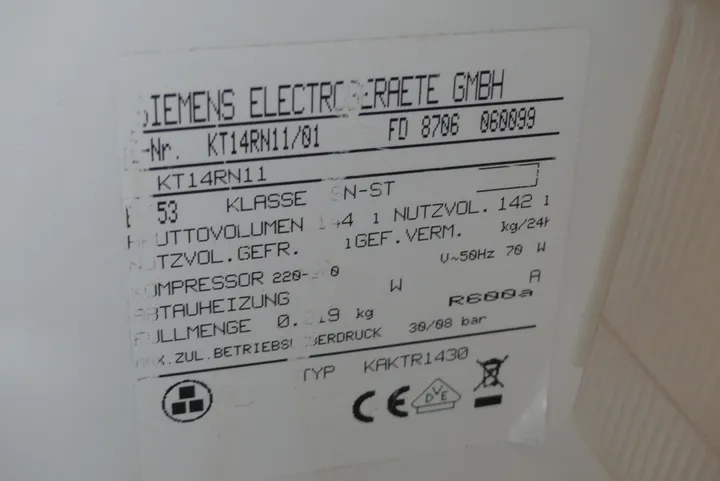 SIEMENS ELECTROGERAETE GMBH
E-Nr. KT14RN11/01 FD 8706 060099
KT14RN11
53 KLASSE SN-ST
BRUTTOVOLUMEN 144 l NUTZVOL. 142 l
NUTZVOL.GEFR. l GEF.VERM. kg/24h
KOMPRESSOR V~50Hz 70 W
ABTAUHEIZUNG W A
FÜLLMENGE kg R600a
MAX.ZUL.BETRIEBSÜBERDRUCK 30/08 bar
TYP KAKTR1430
CE DVE